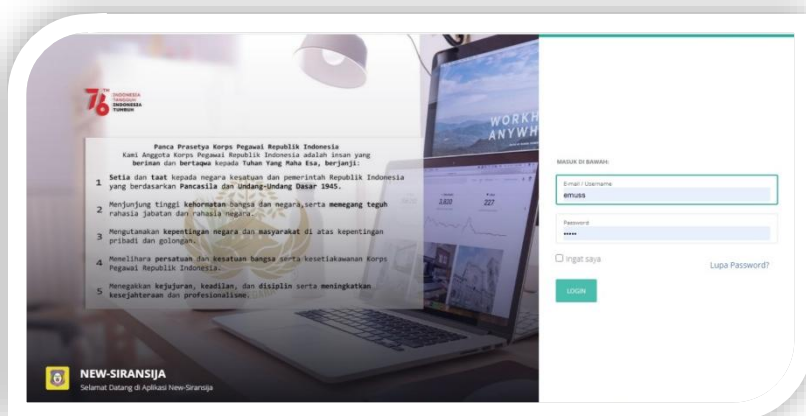 76 TH
INDONESIA
TANGGUH
INDONESIA
TUMBUH
WORKH
ANYWH
Panca Prasetya Korps Pegawai Republik Indonesia
Kami Anggota Korps Pegawai Republik Indonesia adalah insan yang
berinan dan bertaqwa kepada Tuhan Yang Maha Esa, berjanji:
1 Setia dan taat kepada negara kesatuan dan pemerintah Republik Indonesia
yang berdasarkan Pancasila dan Undang-Undang Dasar 1945.
2 Menjunjung tinggi kehormatan bangsa dan negara,serta memegang teguh
rahasia jabatan dan rahasia negara.
3 Mengutamakan kepentingan negara dan masyarakat di atas kepentingan
pribadi dan golongan.
4 Memelihara persatuan dan kesatuan bangsa serta kesetiakawanan Korps
Pegawai Republik Indonesia.
5 Menegakkan kejujuran, keadilan, dan disiplin serta meningkatkan
kesejahteraan dan profesionalisme.
3,820 227
NEW-SIRANSIJA
Selamat Datang di Aplikasi New-Siransija
MASUK DI BAWAH:
E-mail / Username
emuss
Password
•••••
Ingat saya
Lupa Password?
LOGIN